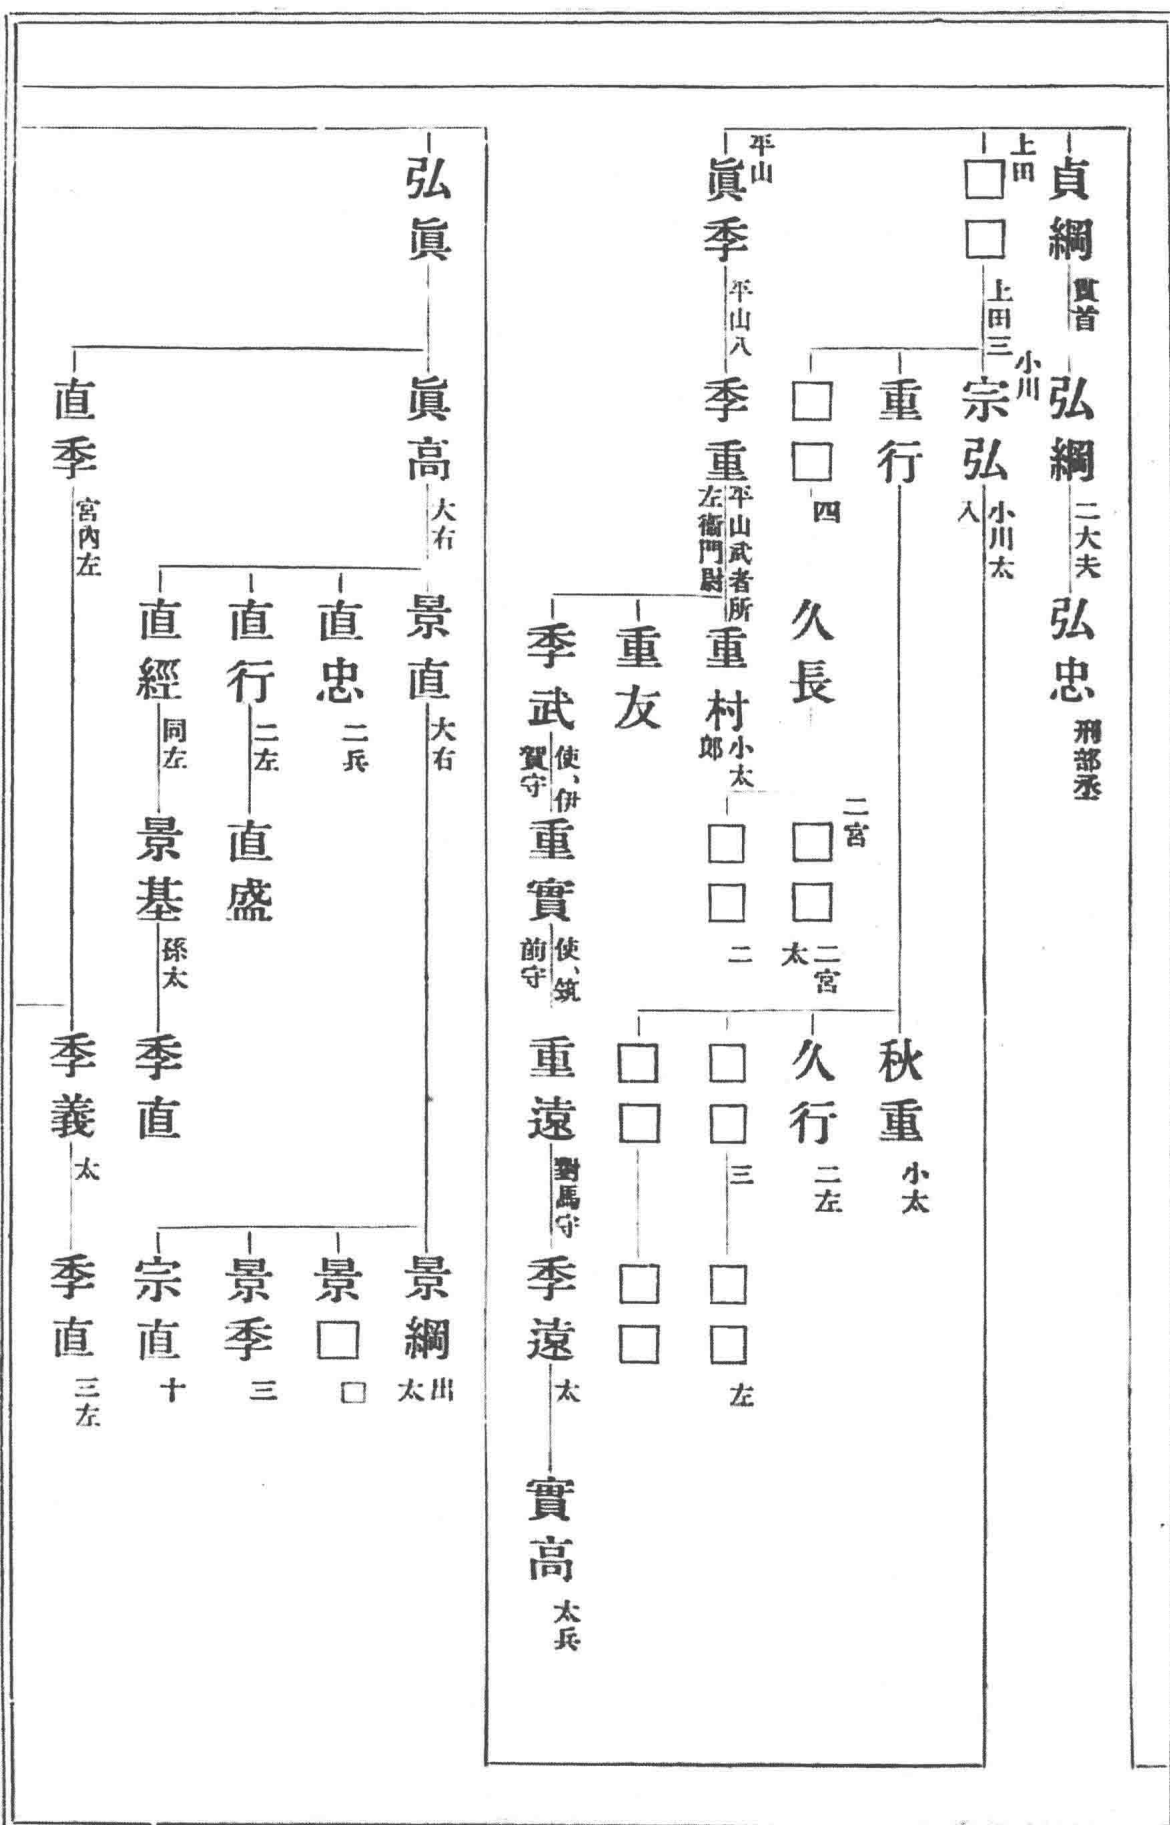 貞綱 貫首
弘綱 二大夫
弘忠 刑部丞
上田
□□ 上田三
小川
宗弘 小川太
入
重行
□□ 四
久長
二宮
□□ 二宮
太
秋重 小太
久行 二左
□□ 三
□□ 左
□□
□□
平山
眞季 平山八
季重 平山武者所
左衞門尉
重村 小太
郎
□□ 二
重友
季武 使、伊
賀守
重實 使、筑
前守
重遠 對馬守
季遠 太
實高 太兵
弘眞
眞高 大右
景直 大右
景綱 出
太
景□ □
景季 三
宗直 十
直忠 二兵
直行 二左
直盛
直經 同左
景基 孫太
季直
直季 宮內左
季義 太
季直 三左